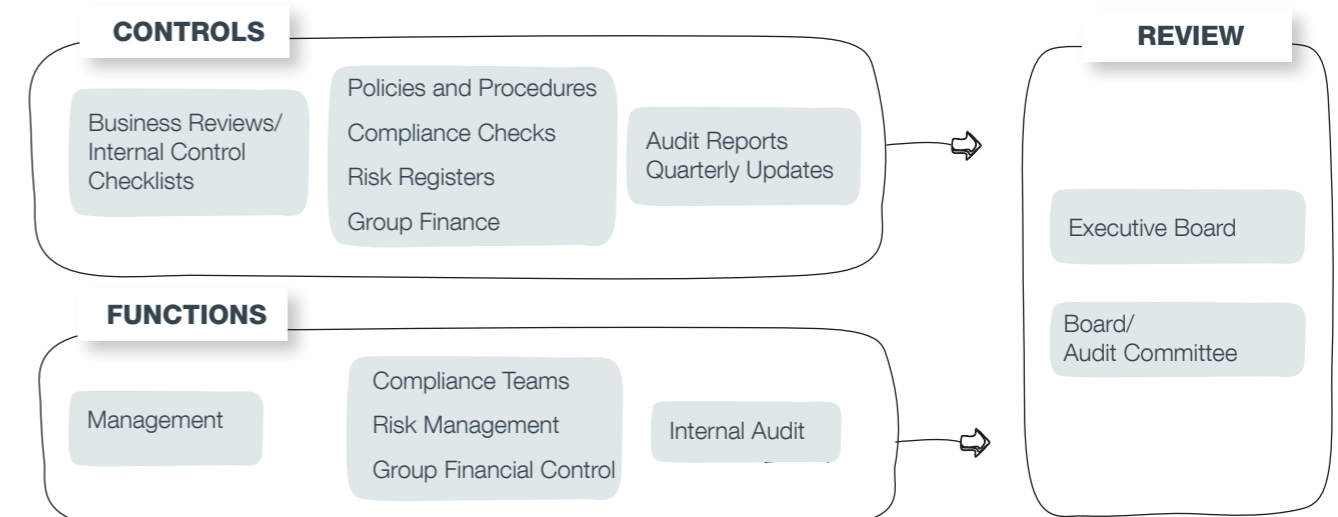 CONTROLS
Business Reviews/
Internal Control
Checklists
Policies and Procedures
Compliance Checks
Risk Registers
Group Finance
Audit Reports
Quarterly Updates
FUNCTIONS
Management
Compliance Teams
Risk Management
Group Financial Control
Internal Audit
REVIEW
Executive Board
Board/
Audit Committee